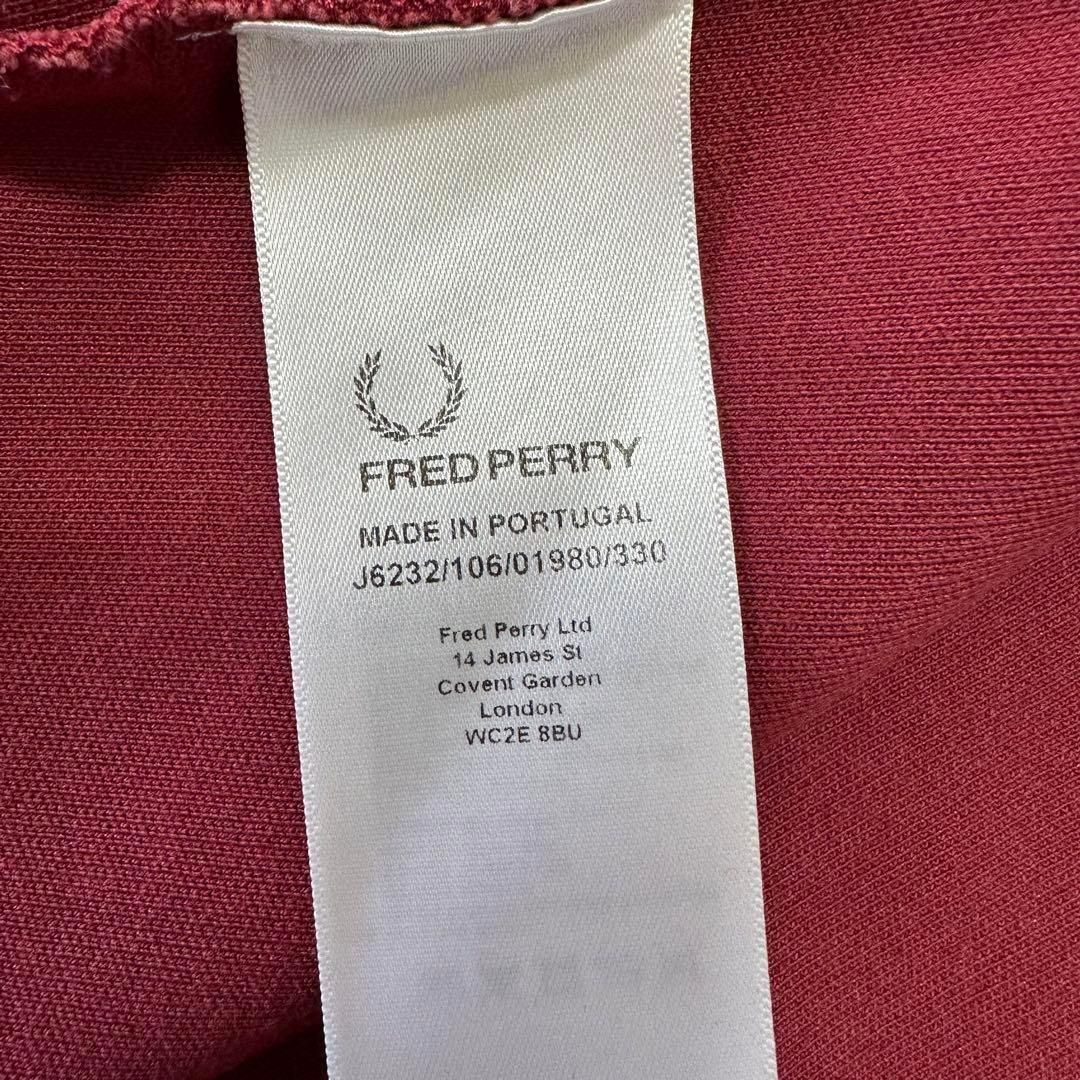 FRED PERRY
MADE IN PORTUGAL
J6232/106/01980/330
Fred Perry Ltd
14 James St
Covent Garden
London
WC2E 8BU